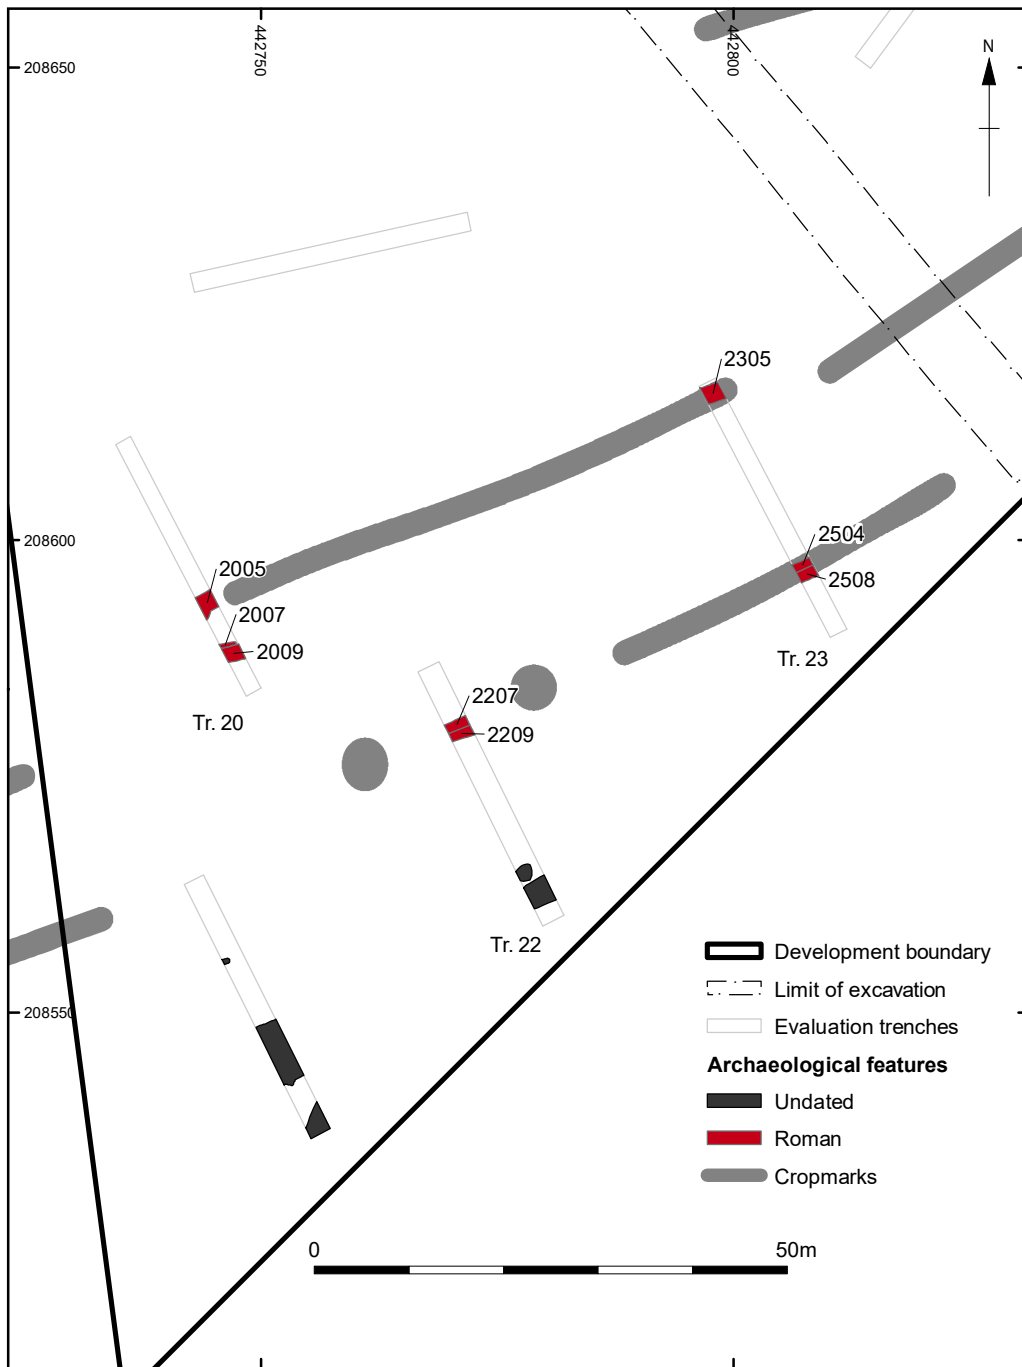 442750
442800
208650
N
2305
208600
2504
2005
2508
2007
2009
Tr. 23
2207
Tr. 20
2209
Tr. 22
Development boundary
Limit of excavation
208550
Evaluation trenches
Archaeological features
Undated
Roman
Cropmarks
0
50m